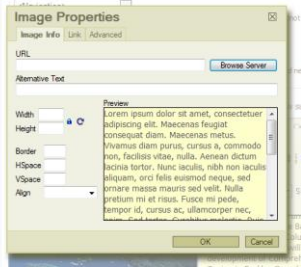 Image Properties
Image Info Link Advanced
URL
Browse Server
Alternative Text
Width
Height
Border
HSpace
VSpace
Align
Preview
Lorem ipsum dolor sit amet, consectetuer
adipiscing elit. Maecenas feugiat
consequat diam. Maecenas metus.
Vivamus diam purus, cursus a, commodo
non, facilisis vitae, nulla. Aenean dictum
lacinia tortor. Nunc iaculis, nibh non iaculis
aliquam, orci felis euismod neque, sed
ornare massa mauris sed velit. Nulla
pretium mi et risus. Fusce mi pede,
tempor id, cursus ac, ullamcorper nec,
OK Cancel